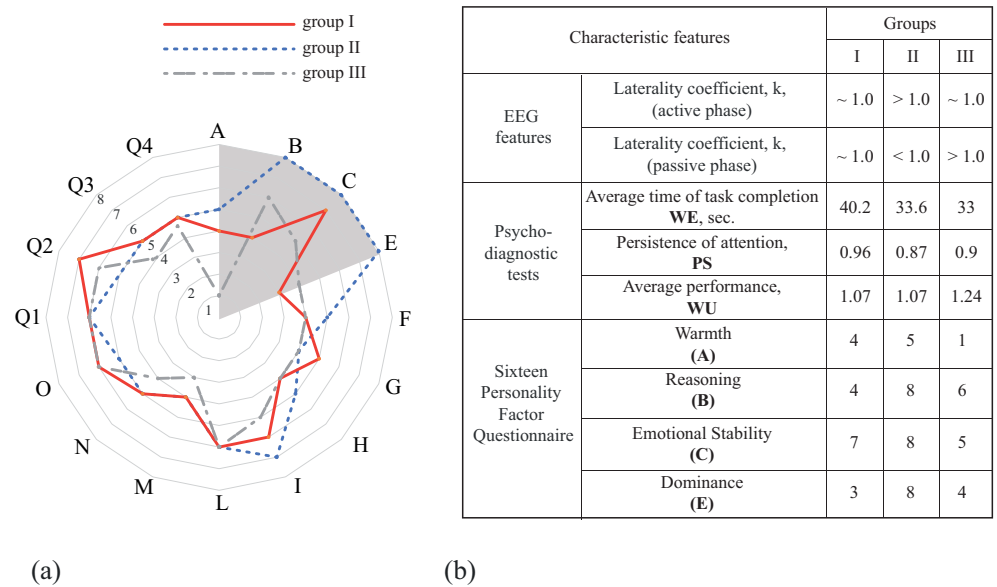 group I
group II
group III
A
B
C
E
F
G
H
I
L
M
N
O
Q1
Q2
Q3
Q4
8
7
6
5
4
3
2
1
(a)
Characteristic features
Groups
I II III
EEG
features
Laterality coefficient, k,
(active phase)
~ 1.0 > 1.0 ~ 1.0
Laterality coefficient, k,
(passive phase)
~ 1.0 < 1.0 > 1.0
Psycho-
diagnostic
tests
Average time of task completion
WE, sec.
40.2 33.6 33
Persistence of attention,
PS
0.96 0.87 0.9
Average performance,
WU
1.07 1.07 1.24
Sixteen
Personality
Factor
Questionnaire
Warmth
(A)
4 5 1
Reasoning
(B)
4 8 6
Emotional Stability
(C)
7 8 5
Dominance
(E)
3 8 4
(b)